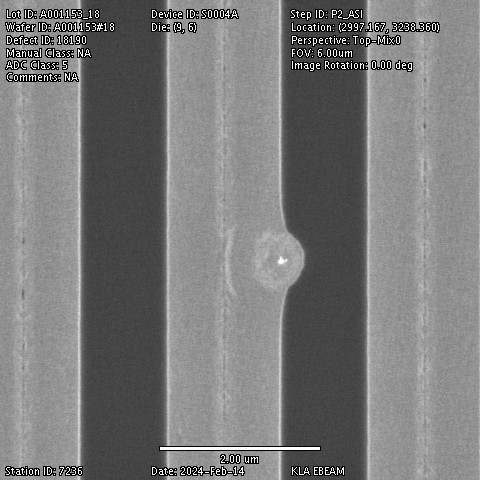 Lot ID: A001153_18
Wafer ID: A001153#18
Defect ID: 18190
Manual Class: NA
ADC Class: 5
Comments: NA
Device ID: S0004A
Die: (9, 6)
Step ID: P2_ASI
Location: (2997.167, 3238.360)
Perspective: Top-Mix0
FOV: 6.00um
Image Rotation: 0.00 deg
2.00 um
Station ID: 7236
Date: 2024-Feb-14
KLA EBEAM